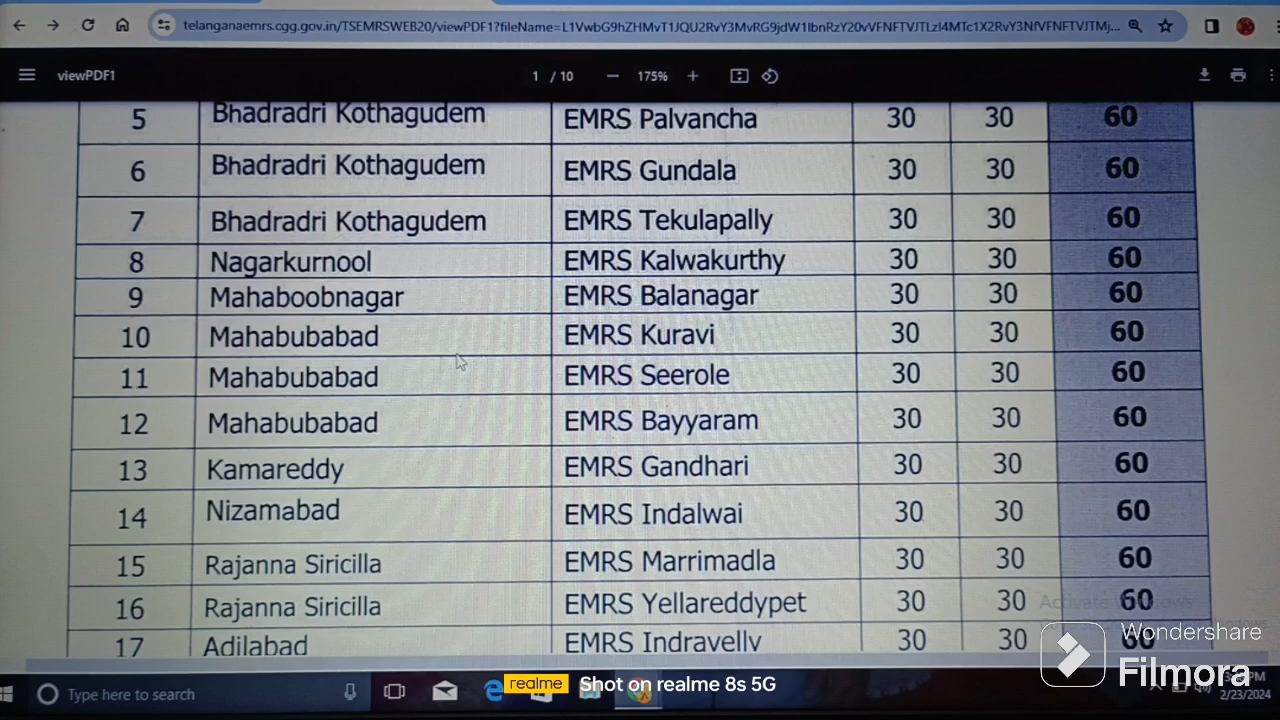 telanganaemrs.cgg.gov.in/TSEMRSWEB20/viewPDF1?fileName=L1VwbG9hZHMvT1JQU2RvY3MvRG9jdW1lbnRzY20vVFNFTVJTLzI4MTc1X2RvY3NfVFNFTVJTMj...
viewPDF1 1 / 10 — 175% +
5 Bhadradri Kothagudem EMRS Palvancha 30 30 60
6 Bhadradri Kothagudem EMRS Gundala 30 30 60
7 Bhadradri Kothagudem EMRS Tekulapally 30 30 60
8 Nagarkurnool EMRS Kalwakurthy 30 30 60
9 Mahaboobnagar EMRS Balanagar 30 30 60
10 Mahabubabad EMRS Kuravi 30 30 60
11 Mahabubabad EMRS Seerole 30 30 60
12 Mahabubabad EMRS Bayyaram 30 30 60
13 Kamareddy EMRS Gandhari 30 30 60
14 Nizamabad EMRS Indalwai 30 30 60
15 Rajanna Siricilla EMRS Marrimadla 30 30 60
16 Rajanna Siricilla EMRS Yellareddypet 30 30 60
Activate Windows
17 Adilabad EMRS Indravelly 30 30 60
Wondershare
Filmora
Type here to search
realme Shot on realme 8s 5G
2/23/2024